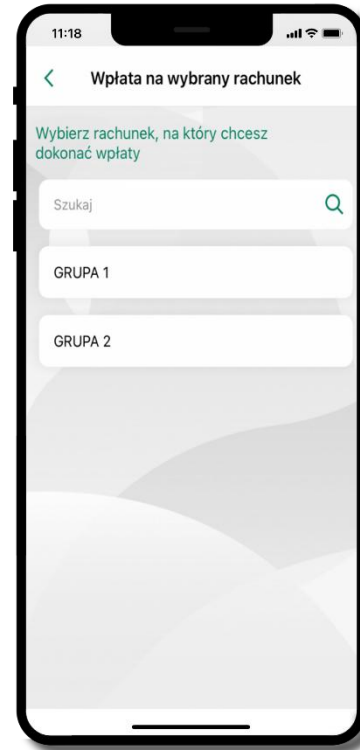 11:18
Wpłata na wybrany rachunek
Wybierz rachunek, na który chcesz
dokonać wpłaty
Szukaj
GRUPA 1
GRUPA 2